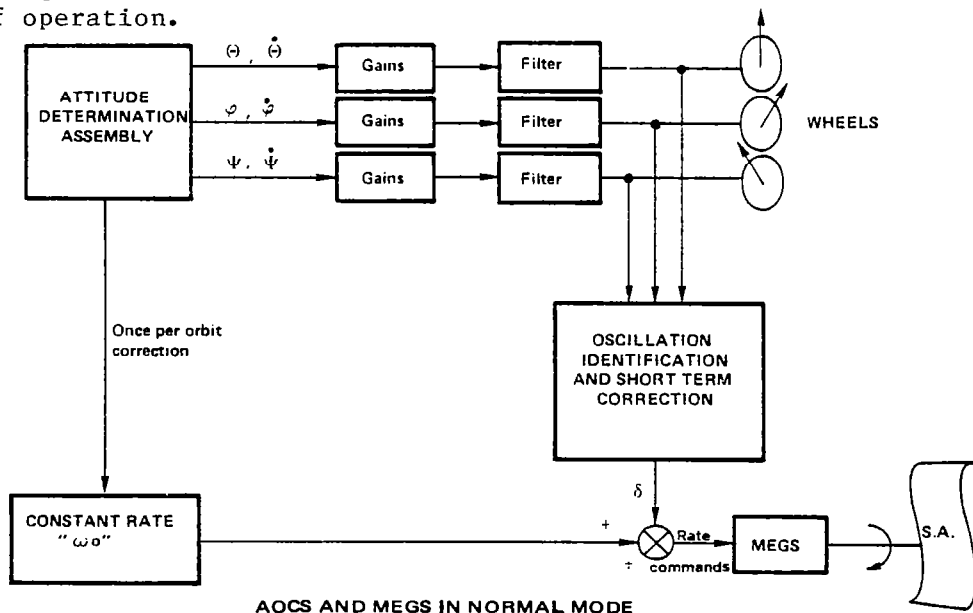 f operation.
ATTITUDE
DETERMINATION
ASSEMBLY
Θ, Θ̇
φ, φ̇
Ψ, Ψ̇
Gains
Filter
Gains
Filter
Gains
Filter
WHEELS
Once per orbit
correction
OSCILLATION
IDENTIFICATION
AND SHORT TERM
CORRECTION
δ
CONSTANT RATE
"ωo"
+
+
Rate
commands
MEGS
S.A.
AOCS AND MEGS IN NORMAL MODE